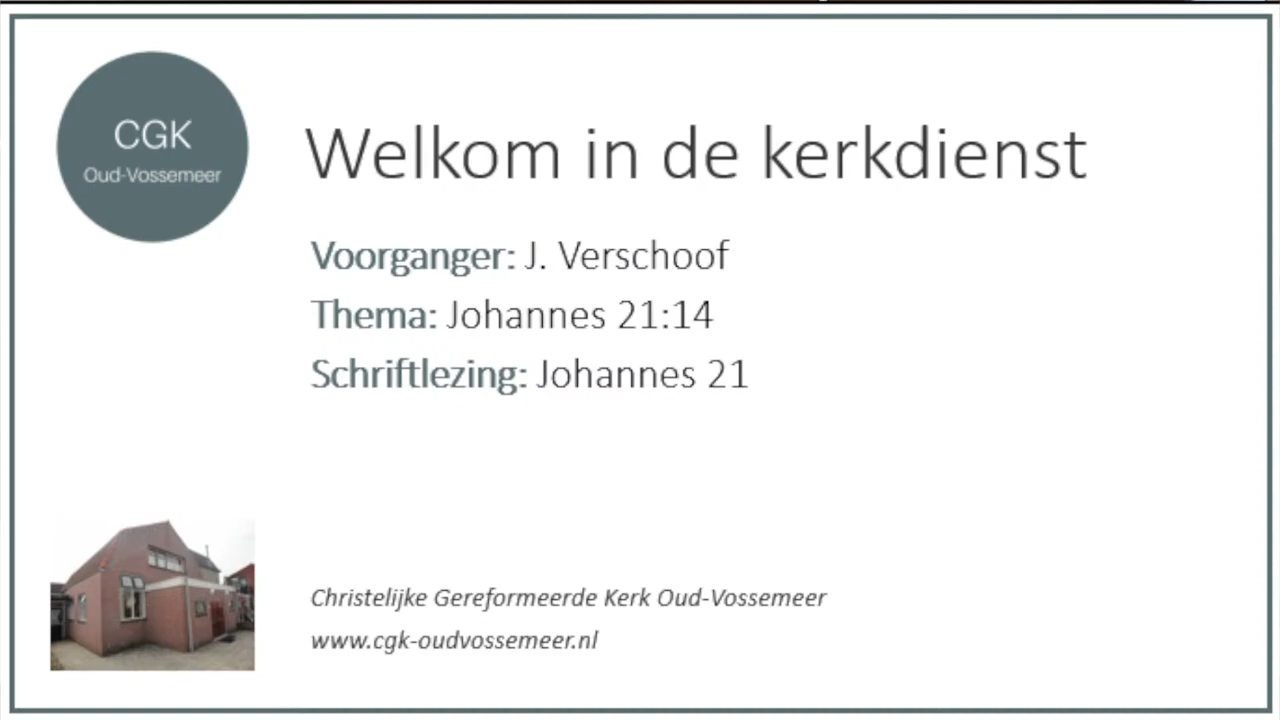 CGK
Oud-Vossemeer
Welkom in de kerkdienst
Voorganger: J. Verschoof
Thema: Johannes 21:14
Schriftlezing: Johannes 21
Christelijke Gereformeerde Kerk Oud-Vossemeer
www.cgk-oudvossemeer.nl